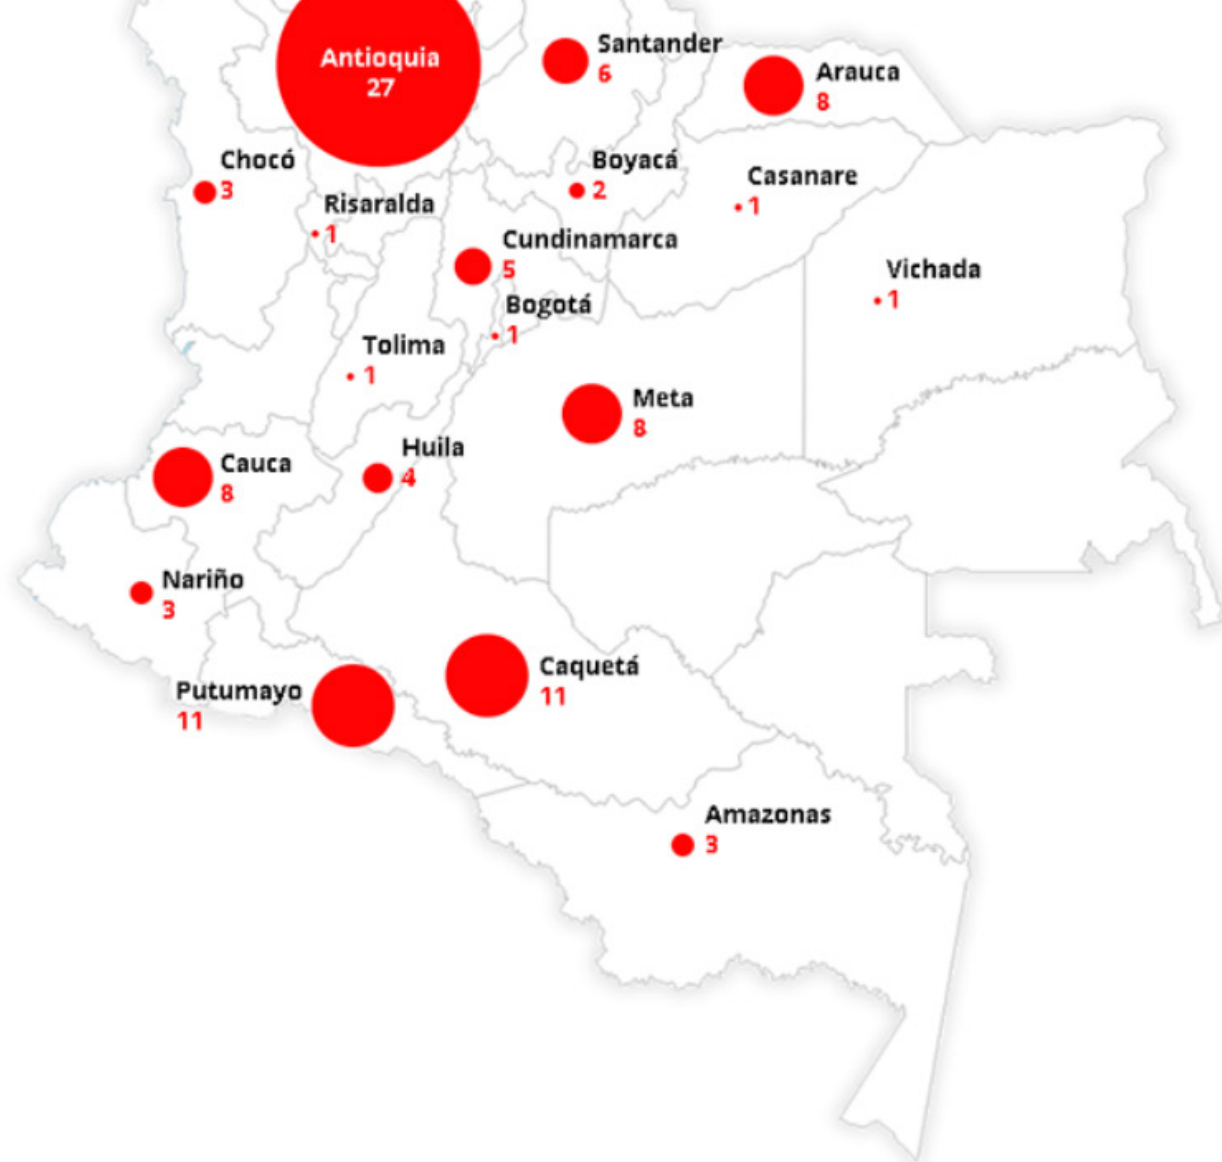 Antioquia
27
Santander
6
Arauca
8
Chocó
3
Boyacá
2
Casanare
1
Risaralda
1
Cundinamarca
5
Vichada
1
Bogotá
1
Tolima
1
Meta
8
Huila
4
Cauca
8
Nariño
3
Caquetá
11
Putumayo
11
Amazonas
3